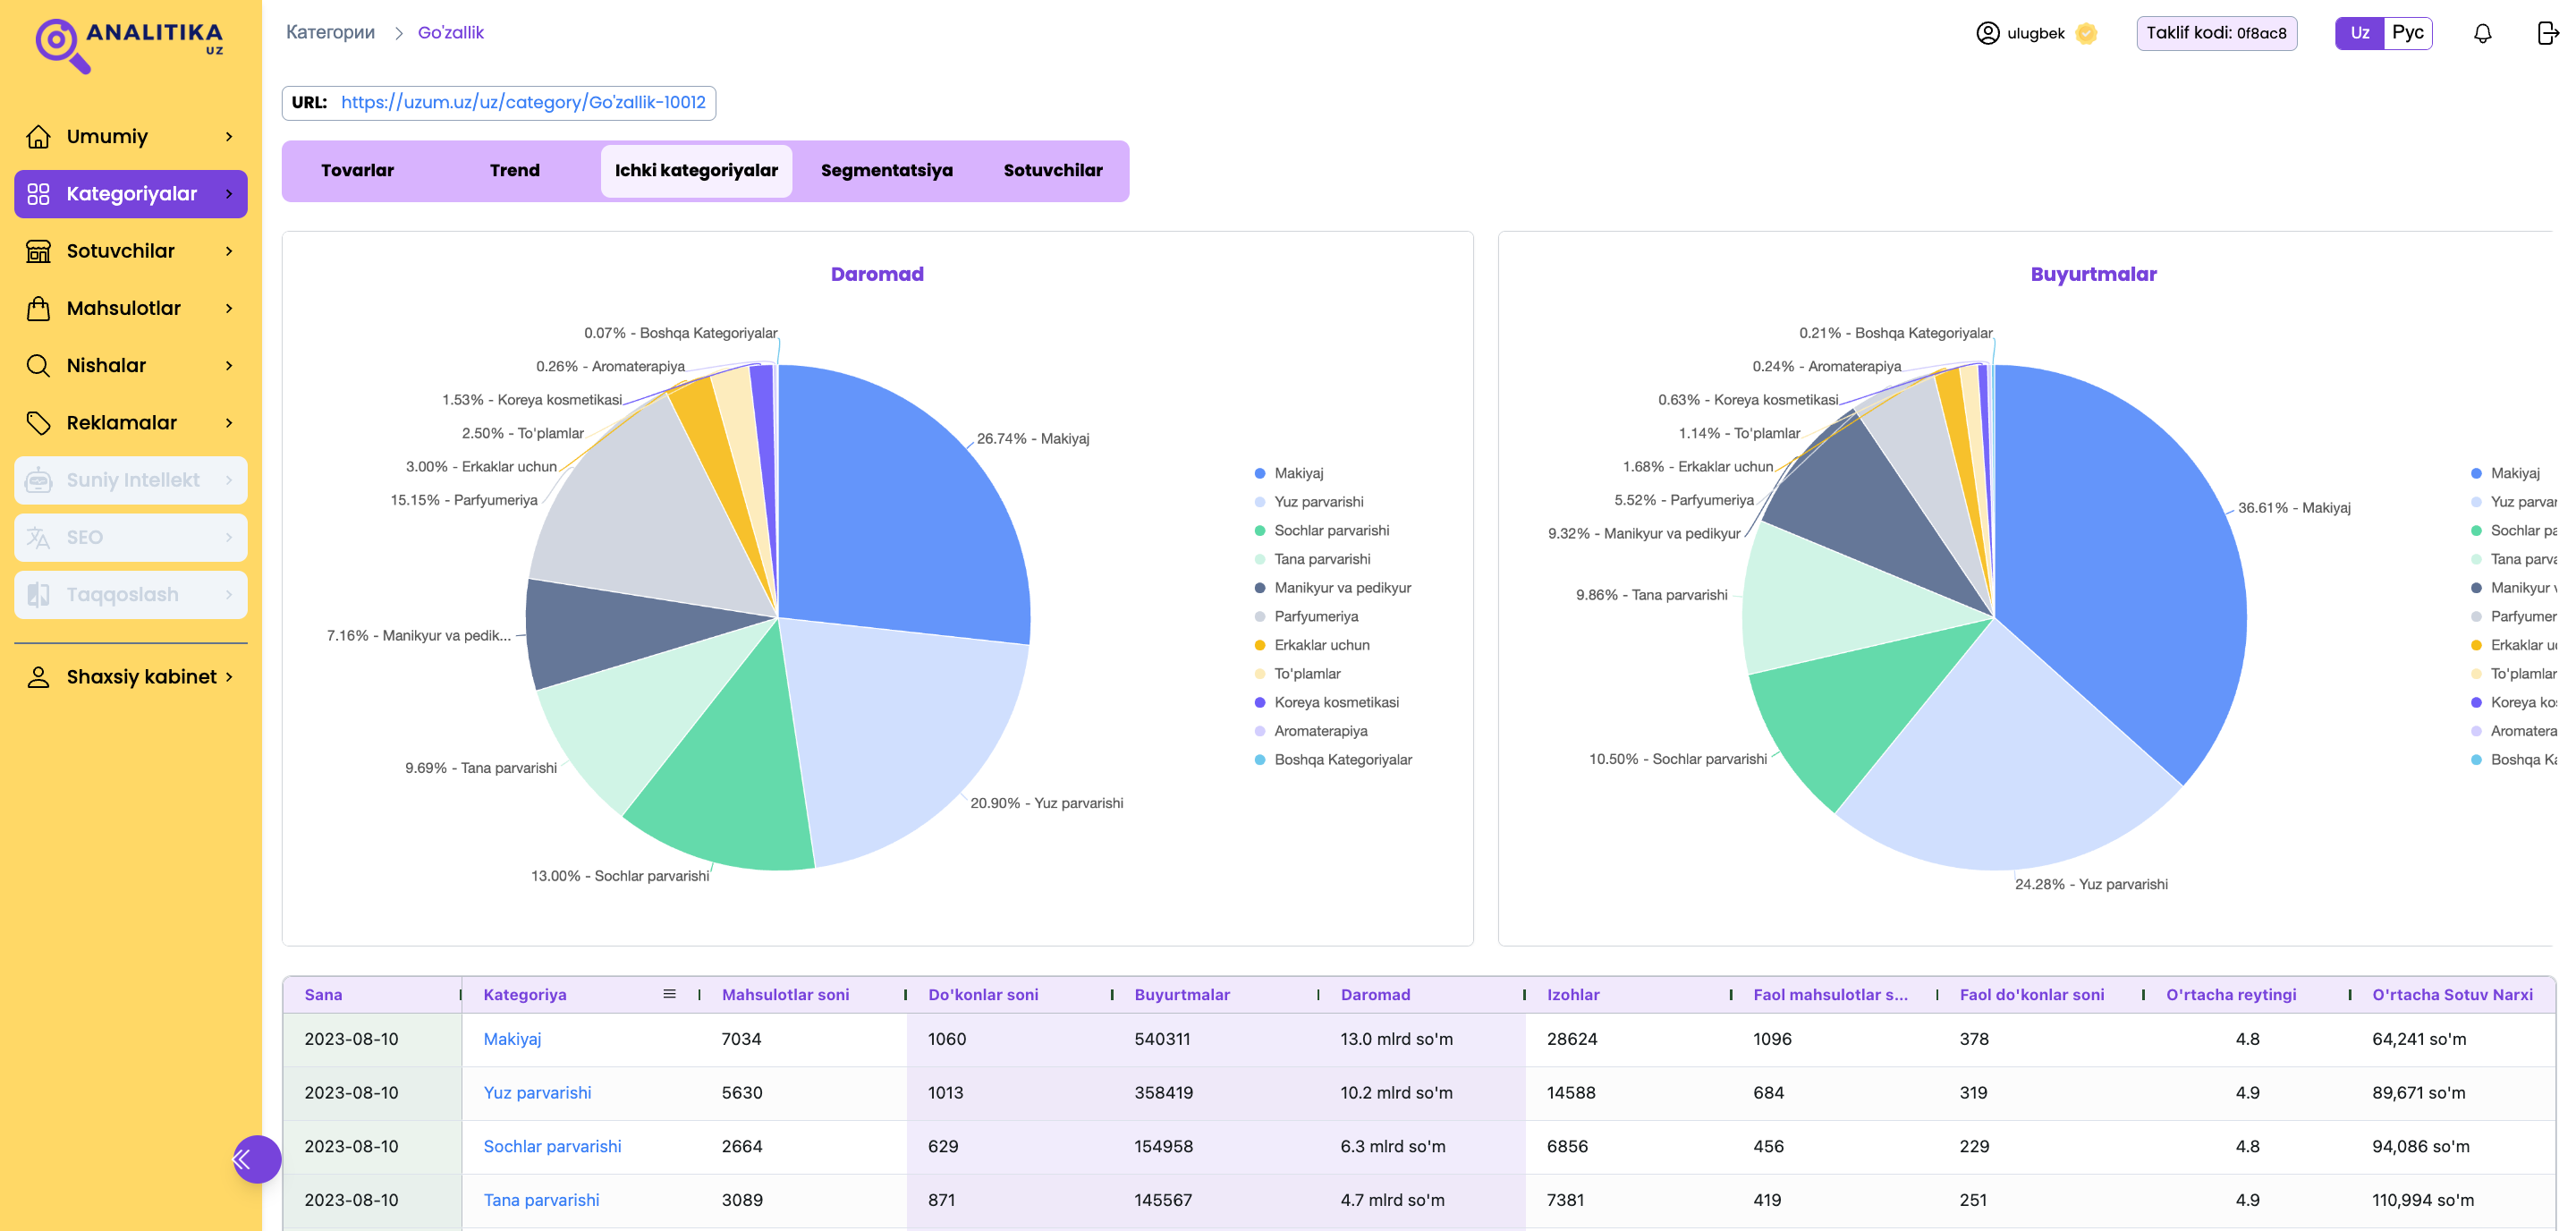 ANALITIKA
UZ
Umumiy
Kategoriyalar
Sotuvchilar
Mahsulotlar
Nishalar
Reklamalar
Suniy Intellekt
SEO
Taqqoslash
Shaxsiy kabinet
Категории > Go'zallik
ulugbek
Taklif kodi: 0f8ac8
Uz Рус
URL: https://uzum.uz/uz/category/Go'zallik-10012
Tovarlar Trend Ichki kategoriyalar Segmentatsiya Sotuvchilar
Daromad
0.07% - Boshqa Kategoriyalar
0.26% - Aromaterapiya
1.53% - Koreya kosmetikasi
2.50% - To'plamlar
3.00% - Erkaklar uchun
15.15% - Parfyumeriya
7.16% - Manikyur va pedik...
9.69% - Tana parvarishi
13.00% - Sochlar parvarishi
20.90% - Yuz parvarishi
26.74% - Makiyaj
Makiyaj
Yuz parvarishi
Sochlar parvarishi
Tana parvarishi
Manikyur va pedikyur
Parfyumeriya
Erkaklar uchun
To'plamlar
Koreya kosmetikasi
Aromaterapiya
Boshqa Kategoriyalar
Buyurtmalar
0.21% - Boshqa Kategoriyalar
0.24% - Aromaterapiya
0.63% - Koreya kosmetikasi
1.14% - To'plamlar
1.68% - Erkaklar uchun
5.52% - Parfyumeriya
9.32% - Manikyur va pedikyur
9.86% - Tana parvarishi
10.50% - Sochlar parvarishi
24.28% - Yuz parvarishi
36.61% - Makiyaj
Makiyaj
Yuz parvar
Sochlar pa
Tana parva
Manikyur v
Parfyumer
Erkaklar u
To'plamlar
Koreya ko
Aromatera
Boshqa Ka
Sana Kategoriya Mahsulotlar soni Do'konlar soni Buyurtmalar Daromad Izohlar Faol mahsulotlar s... Faol do'konlar soni O'rtacha reytingi O'rtacha Sotuv Narxi
2023-08-10 Makiyaj 7034 1060 540311 13.0 mlrd so'm 28624 1096 378 4.8 64,241 so'm
2023-08-10 Yuz parvarishi 5630 1013 358419 10.2 mlrd so'm 14588 684 319 4.9 89,671 so'm
2023-08-10 Sochlar parvarishi 2664 629 154958 6.3 mlrd so'm 6856 456 229 4.8 94,086 so'm
2023-08-10 Tana parvarishi 3089 871 145567 4.7 mlrd so'm 7381 419 251 4.9 110,994 so'm